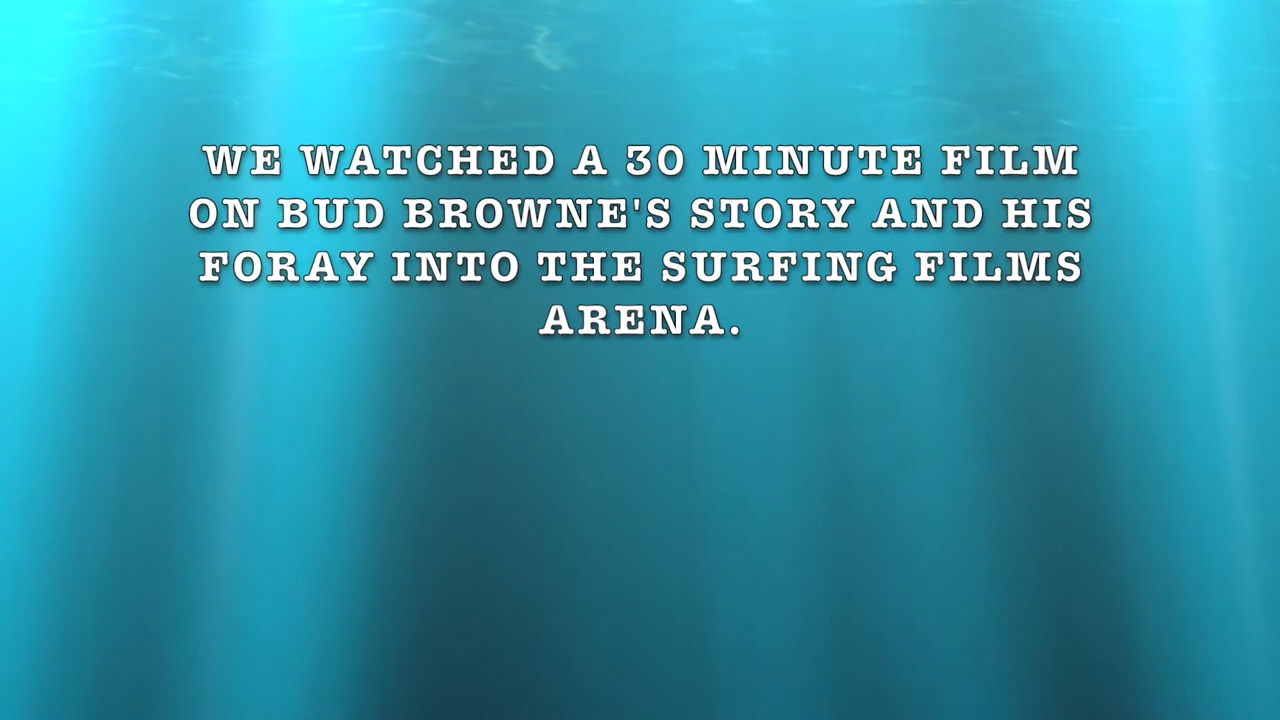 WE WATCHED A 30 MINUTE FILM
ON BUD BROWNE'S STORY AND HIS
FORAY INTO THE SURFING FILMS
ARENA.